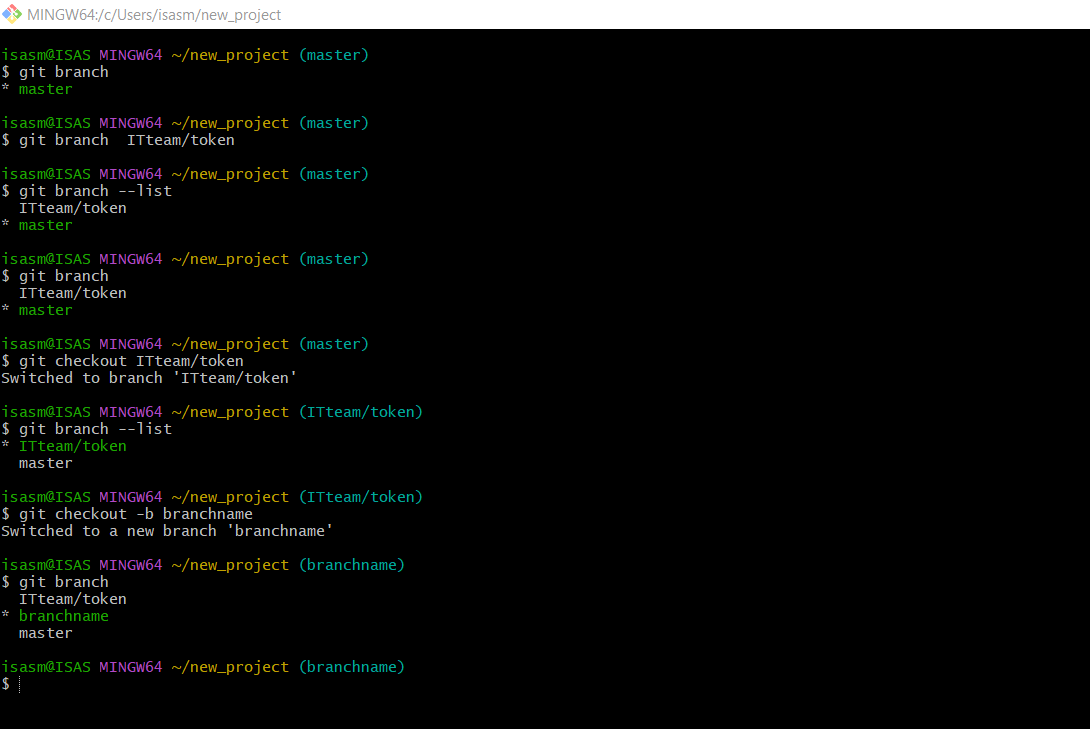 MINGW64:/c/Users/isasm/new_project
isasm@ISAS MINGW64 ~/new_project (master)
$ git branch
* master
isasm@ISAS MINGW64 ~/new_project (master)
$ git branch  ITteam/token
isasm@ISAS MINGW64 ~/new_project (master)
$ git branch --list
  ITteam/token
* master
isasm@ISAS MINGW64 ~/new_project (master)
$ git branch
  ITteam/token
* master
isasm@ISAS MINGW64 ~/new_project (master)
$ git checkout ITteam/token
Switched to branch 'ITteam/token'
isasm@ISAS MINGW64 ~/new_project (ITteam/token)
$ git branch --list
* ITteam/token
  master
isasm@ISAS MINGW64 ~/new_project (ITteam/token)
$ git checkout -b branchname
Switched to a new branch 'branchname'
isasm@ISAS MINGW64 ~/new_project (branchname)
$ git branch
  ITteam/token
* branchname
  master
isasm@ISAS MINGW64 ~/new_project (branchname)
$